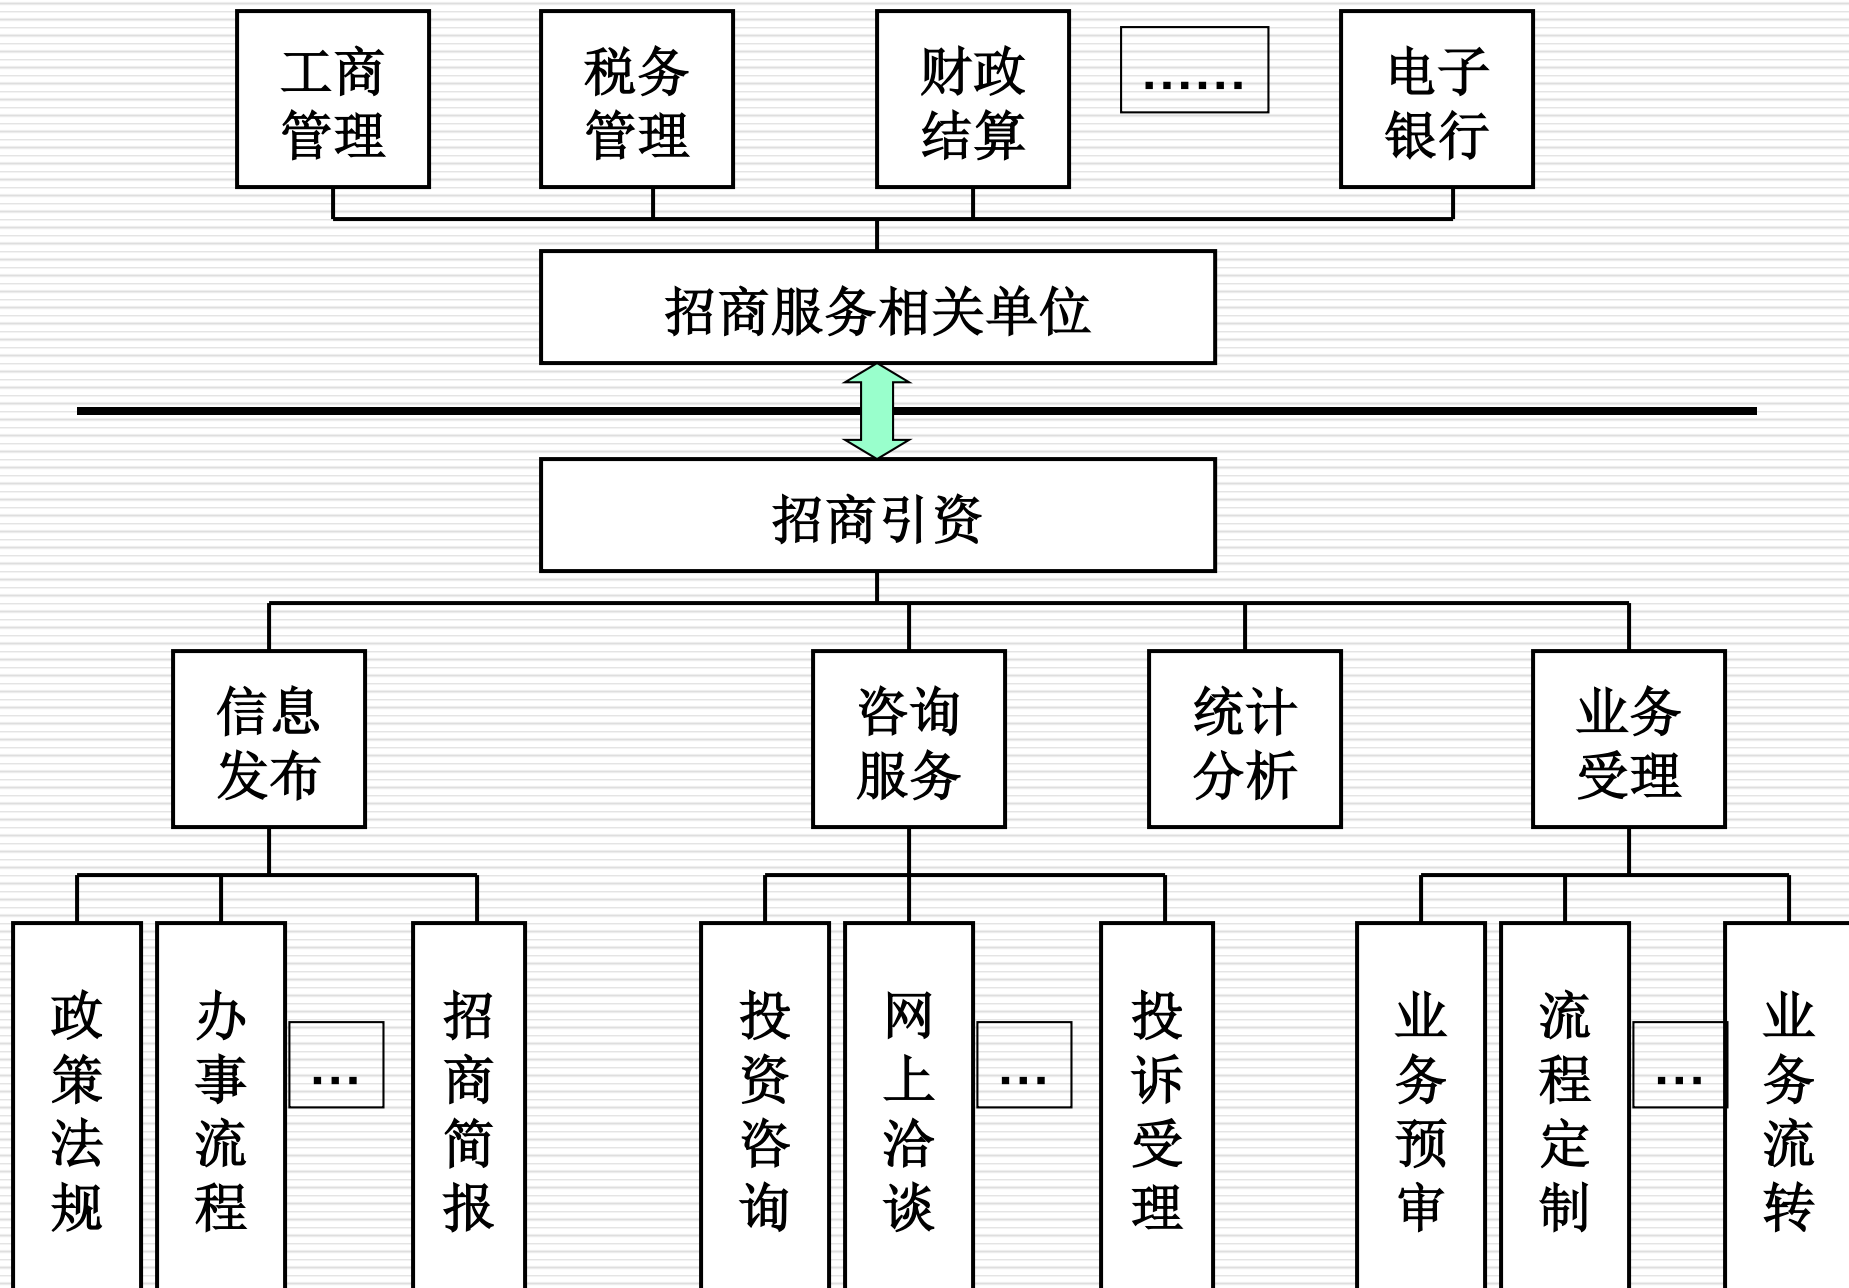 工商
管理
税务
管理
财政
结算
......
电子
银行
招商服务相关单位
招商引资
信息
发布
咨询
服务
统计
分析
业务
受理
政策法规
办事流程
...
招商简报
投资咨询
网上洽谈
...
投诉受理
业务预审
流程定制
...
业务流转